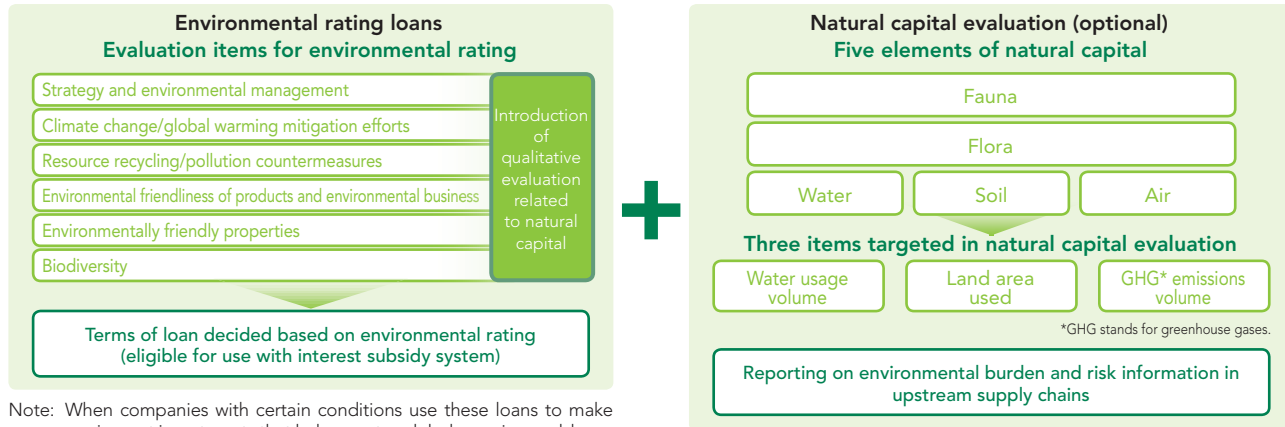 Environmental rating loans
Evaluation items for environmental rating
Strategy and environmental management
Climate change/global warming mitigation efforts
Resource recycling/pollution countermeasures
Environmental friendliness of products and environmental business
Environmentally friendly properties
Biodiversity
Introduction
of
qualitative
evaluation
related
to natural
capital
Terms of loan decided based on environmental rating
(eligible for use with interest subsidy system)
Note: When companies with certain conditions use these loans to make
+
Natural capital evaluation (optional)
Five elements of natural capital
Fauna
Flora
Water
Soil
Air
Three items targeted in natural capital evaluation
Water usage
volume
Land area
used
GHG* emissions
volume
*GHG stands for greenhouse gases.
Reporting on environmental burden and risk information in
upstream supply chains